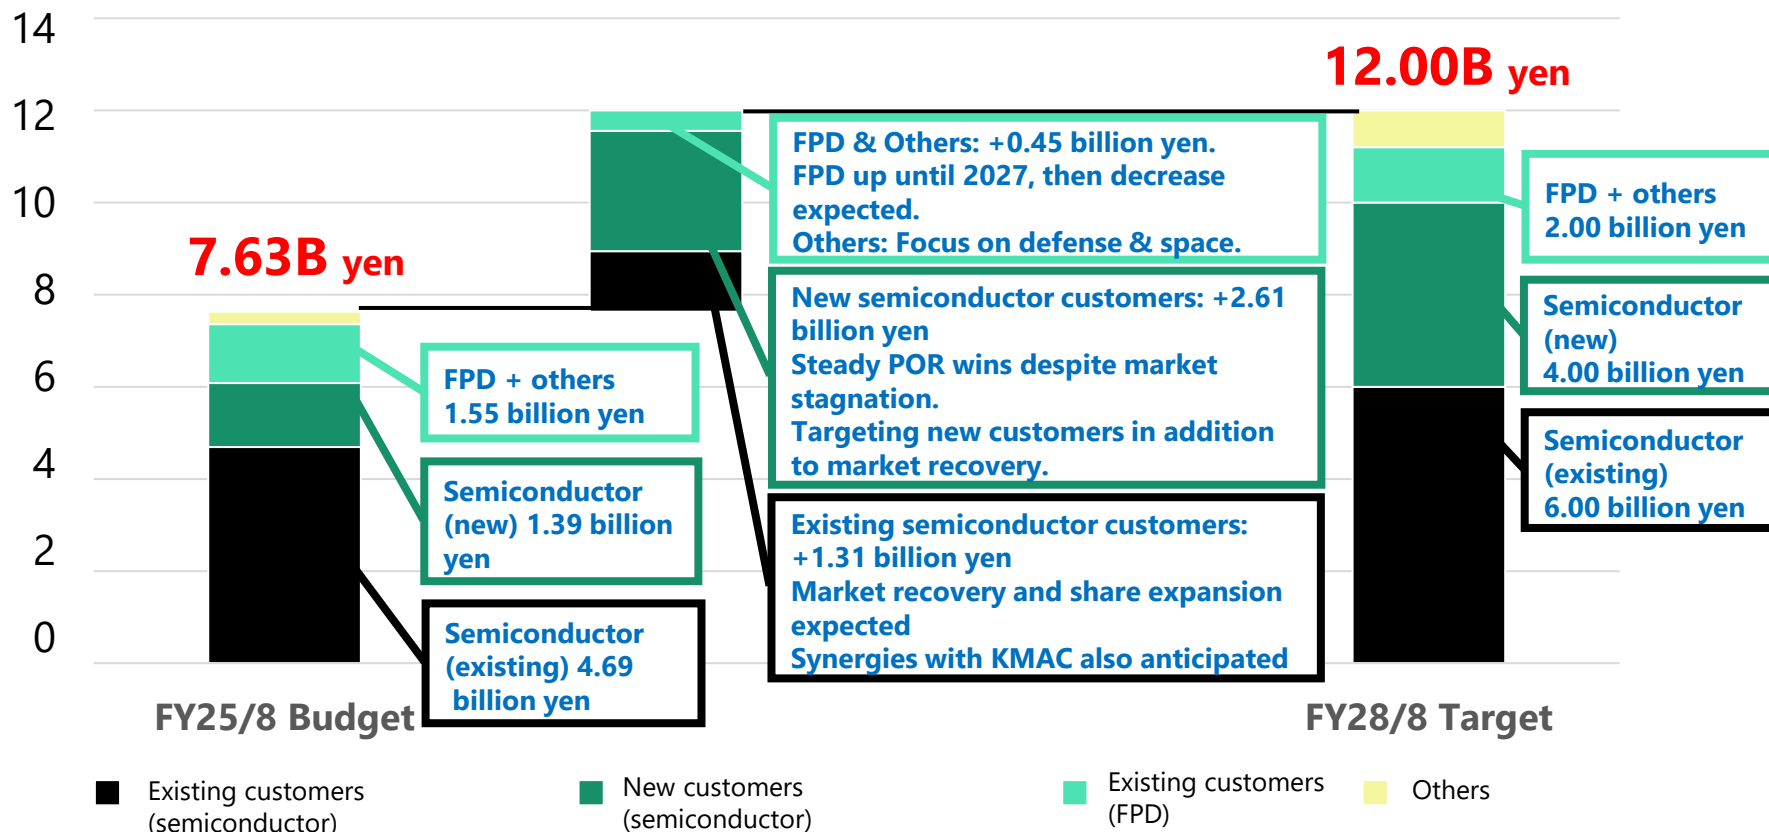 14
12
10
8
6
4
2
0
7.63B yen
12.00B yen
FPD + others
1.55 billion yen
Semiconductor
(new) 1.39 billion
yen
Semiconductor
(existing) 4.69
billion yen
FPD & Others: +0.45 billion yen.
FPD up until 2027, then decrease
expected.
Others: Focus on defense & space.
New semiconductor customers: +2.61
billion yen
Steady POR wins despite market
stagnation.
Targeting new customers in addition
to market recovery.
Existing semiconductor customers:
+1.31 billion yen
Market recovery and share expansion
expected
Synergies with KMAC also anticipated
FPD + others
2.00 billion yen
Semiconductor
(new)
4.00 billion yen
Semiconductor
(existing)
6.00 billion yen
FY25/8 Budget
FY28/8 Target
Existing customers
(semiconductor)
New customers
(semiconductor)
Existing customers
(FPD)
Others